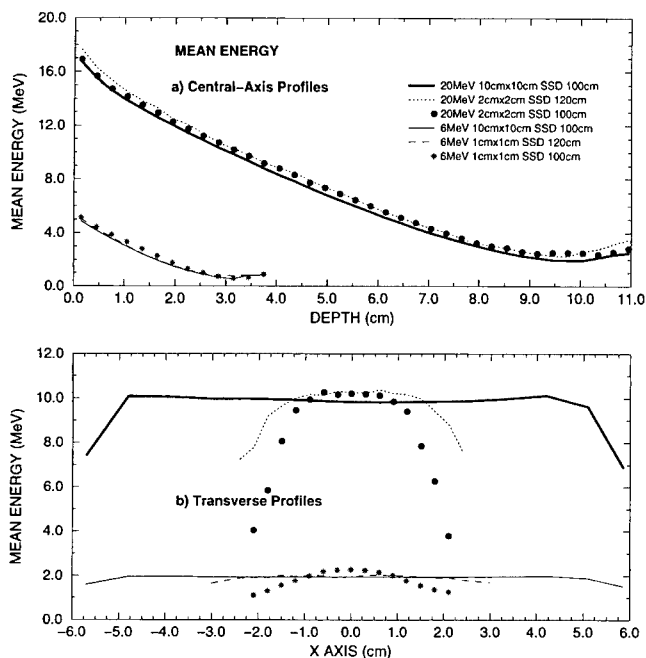 20.0
16.0
12.0
8.0
4.0
0.0
MEAN ENERGY (MeV)
MEAN ENERGY
a) Central-Axis Profiles
20MeV 10cmx10cm SSD 100cm
20MeV 2cmx2cm SSD 120cm
20MeV 2cmx2cm SSD 100cm
6MeV 10cmx10cm SSD 100cm
6MeV 1cmx1cm SSD 120cm
6MeV 1cmx1cm SSD 100cm
0.0 1.0 2.0 3.0 4.0 5.0 6.0 7.0 8.0 9.0 10.0 11.0
DEPTH (cm)
12.0
10.0
8.0
6.0
4.0
2.0
0.0
MEAN ENERGY (MeV)
b) Transverse Profiles
-6.0 -5.0 -4.0 -3.0 -2.0 -1.0 0.0 1.0 2.0 3.0 4.0 5.0 6.0
X AXIS (cm)